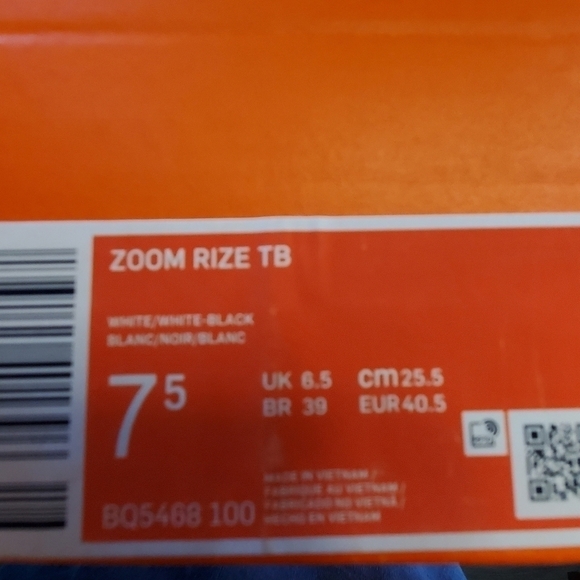 ZOOM RIZE TB
WHITE/WHITE-BLACK
BLANC/NOIR/BLANC
7 5
UK 6.5 cm 25.5
BR 39 EUR 40.5
MADE IN VIETNAM /
FABRIQUE AU VIETNAM /
FABRICADO NO VIETNÃ /
HECHO EN VIETNAM
BQ5468 100